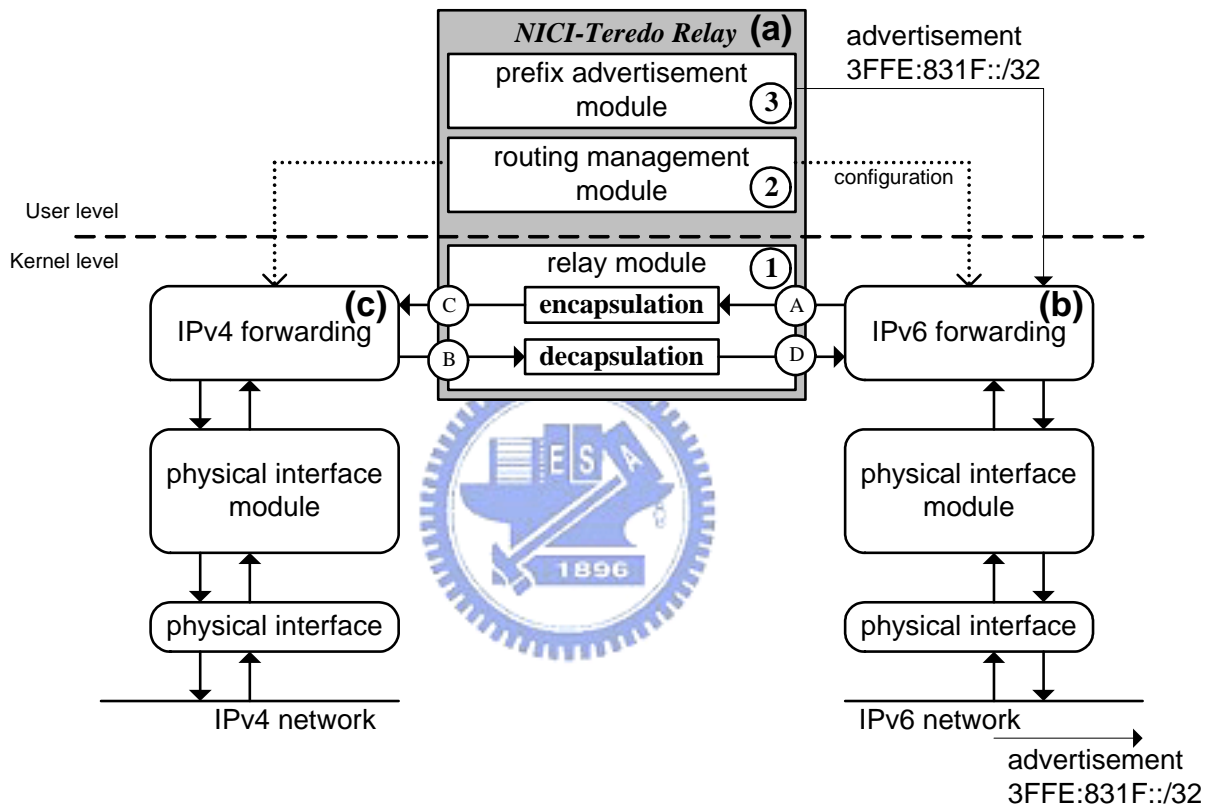 NICI-Teredo Relay (a)
prefix advertisement
module
3
advertisement
3FFE:831F::/32
routing management
module
2
configuration
User level
Kernel level
relay module
1
(c)
IPv4 forwarding
C
encapsulation
A
B
decapsulation
D
(b)
IPv6 forwarding
physical interface
module
physical interface
module
E S A
1896
physical interface
physical interface
IPv4 network
IPv6 network
advertisement
3FFE:831F::/32